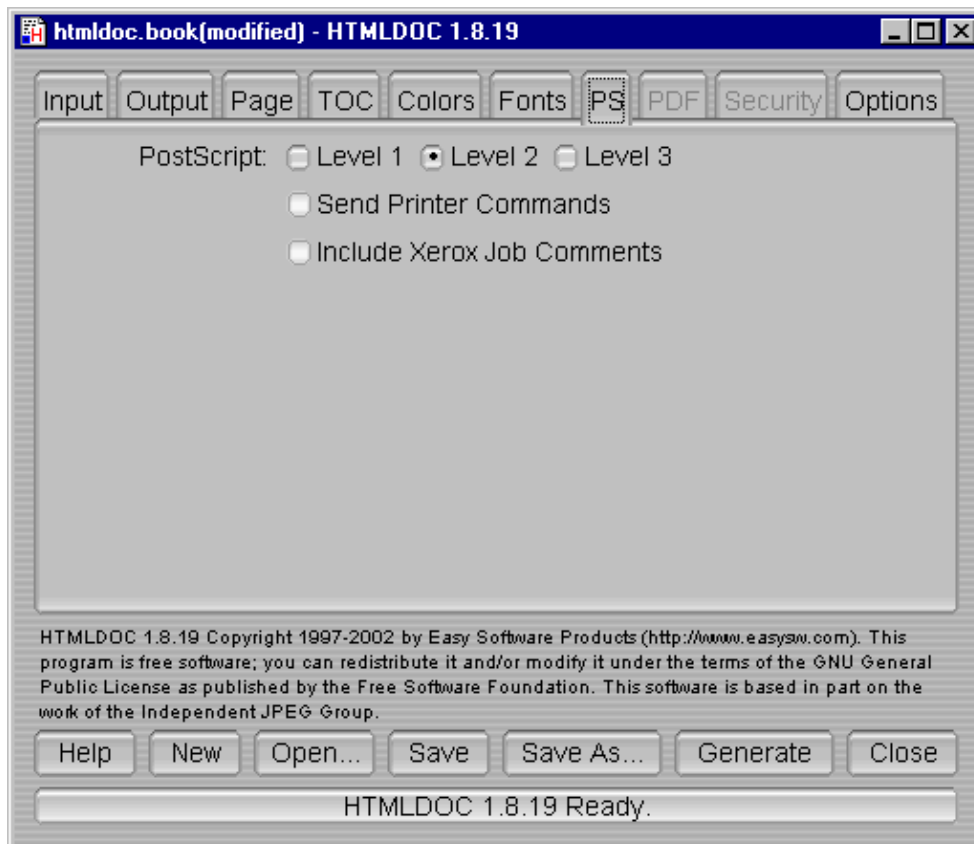 htmldoc.book(modified) - HTMLDOC 1.8.19
Input Output Page TOC Colors Fonts PS PDF Security Options
PostScript: Level 1 Level 2 Level 3
Send Printer Commands
Include Xerox Job Comments
HTMLDOC 1.8.19 Copyright 1997-2002 by Easy Software Products (http://www.easysw.com). This
program is free software; you can redistribute it and/or modify it under the terms of the GNU General
Public License as published by the Free Software Foundation. This software is based in part on the
work of the Independent JPEG Group.
Help New Open... Save Save As... Generate Close
HTMLDOC 1.8.19 Ready.